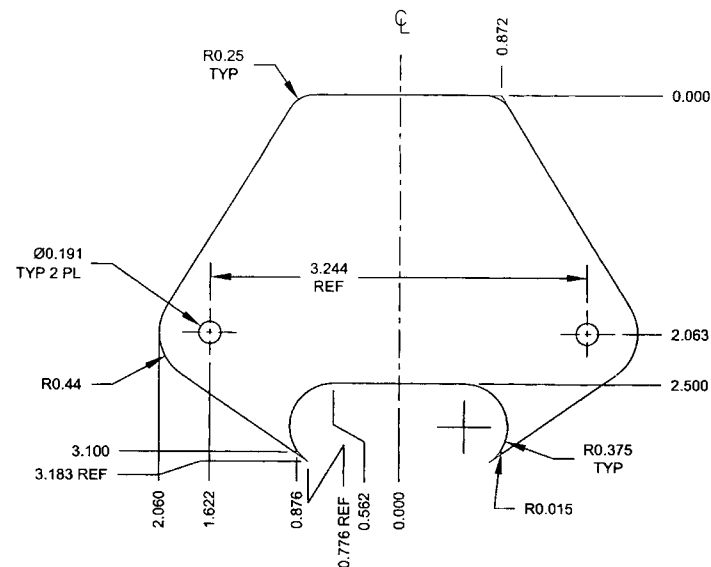 ℄
0.872
R0.25
TYP
0.000
Ø0.191
TYP 2 PL
3.244
REF
2.063
R0.44
2.500
3.100
3.183 REF
R0.375
TYP
R0.015
2.060
1.622
0.876
0.776 REF
0.562
0.000